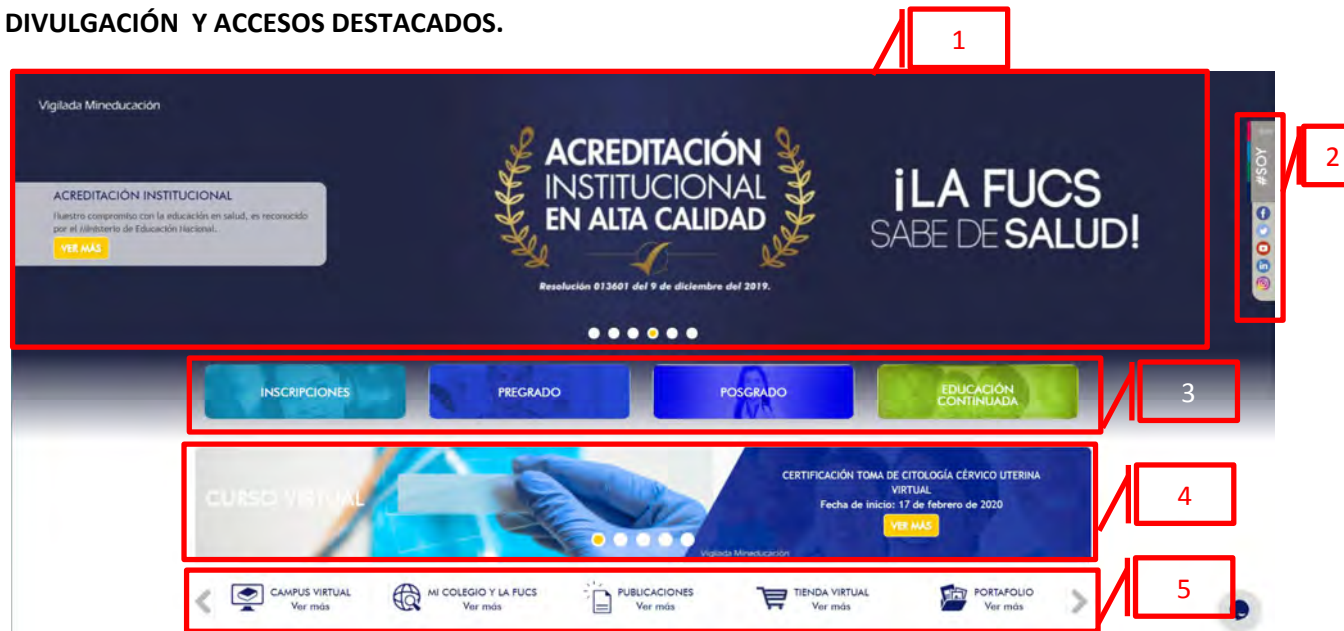 DIVULGACIÓN Y ACCESOS DESTACADOS.
1
Vigilada Mineducación
ACREDITACIÓN INSTITUCIONAL
Nuestro compromiso con la educación en salud, es reconocido
por el Ministerio de Educación Nacional.
VER MÁS
ACREDITACIÓN
INSTITUCIONAL
EN ALTA CALIDAD
Resolución 013601 del 9 de diciembre del 2019.
¡LA FUCS
SABE DE SALUD!
#SOY
2
INSCRIPCIONES
PREGRADO
POSGRADO
EDUCACIÓN
CONTINUADA
3
CURSO VIRTUAL
CERTIFICACIÓN TOMA DE CITOLOGÍA CÉRVICO UTERINA
VIRTUAL
Fecha de inicio: 17 de febrero de 2020
VER MÁS
Vigilada Mineducación
4
CAMPUS VIRTUAL
Ver más
MI COLEGIO Y LA FUCS
Ver más
PUBLICACIONES
Ver más
TIENDA VIRTUAL
Ver más
PORTAFOLIO
Ver más
5